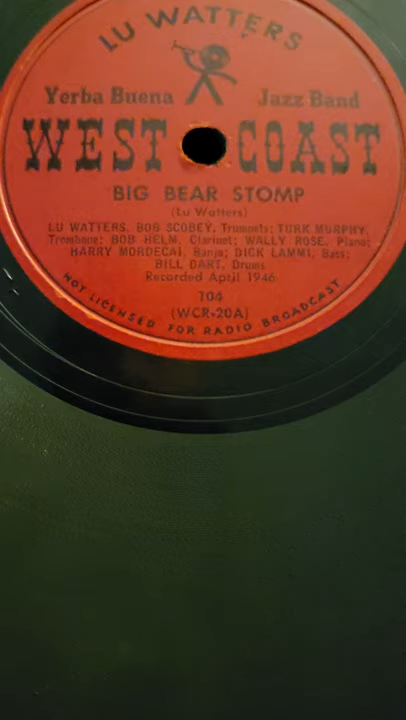 LU WATTERS
Yerba Buena Jazz Band
WEST COAST
BIG BEAR STOMP
(Lu Watters)
LU WATTERS, BOB SCOBEY, Trumpets; TURK MURPHY,
Trombone; BOB HELM, Clarinet; WALLY ROSE, Piano;
HARRY MORDECAI, Banjo; DICK LAMMI, Bass;
BILL DART, Drums
Recorded April 1946
104
(WCR-20A)
NOT LICENSED FOR RADIO BROADCAST